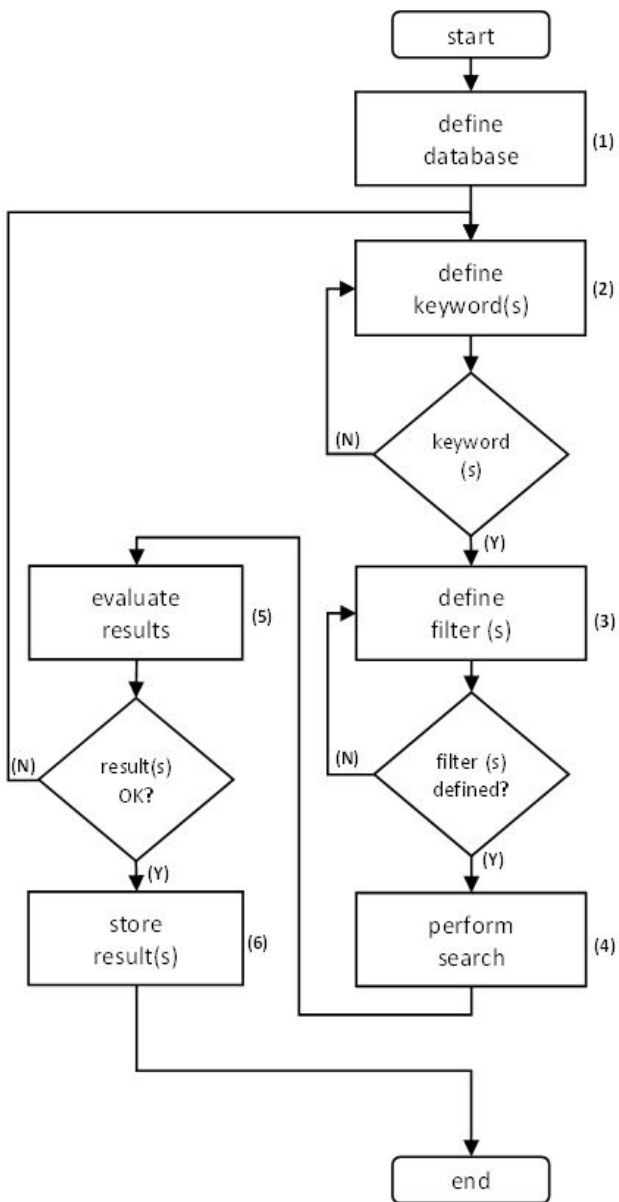 start
define
database
(1)
define
keyword(s)
(2)
(N)
keyword
(s)
(Y)
define
filter (s)
(3)
(N)
filter (s)
defined?
(Y)
perform
search
(4)
evaluate
results
(5)
(N)
result(s)
OK?
(Y)
store
result(s)
(6)
end